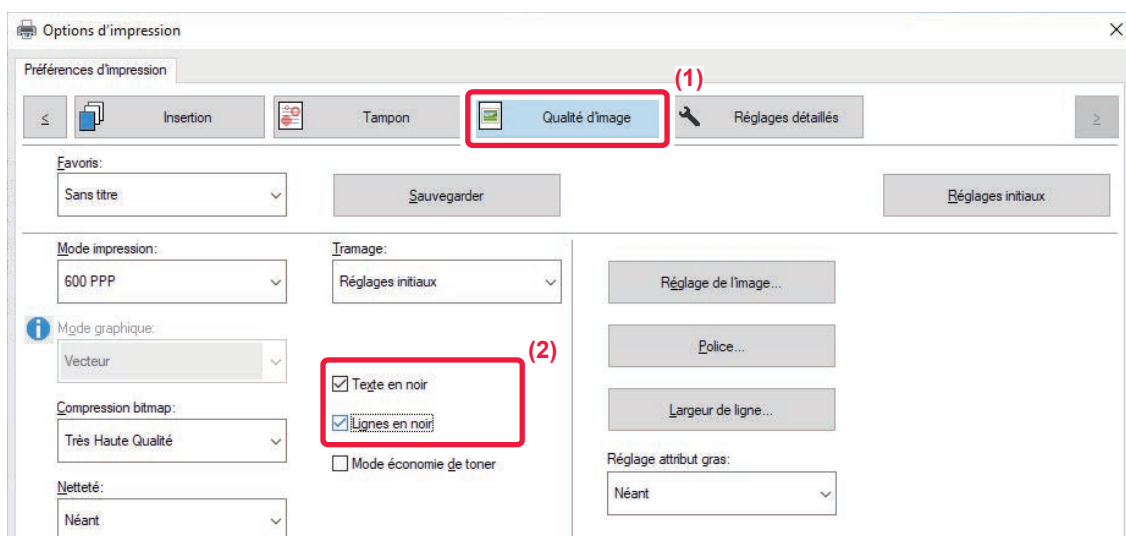 Options d'impression
Préférences d'impression
(1)
<
Insertion
Tampon
Qualité d'image
Réglages détaillés
>
Favoris:
Sans titre
Sauvegarder
Réglages initiaux
Mode impression:
600 PPP
Tramage:
Réglages initiaux
Réglage de l'image...
Mode graphique:
Vecteur
(2)
Police...
Texte en noir
Compression bitmap:
Lignes en noir
Largeur de ligne...
Très Haute Qualité
Mode économie de toner
Réglage attribut gras:
Netteté:
Néant
Néant